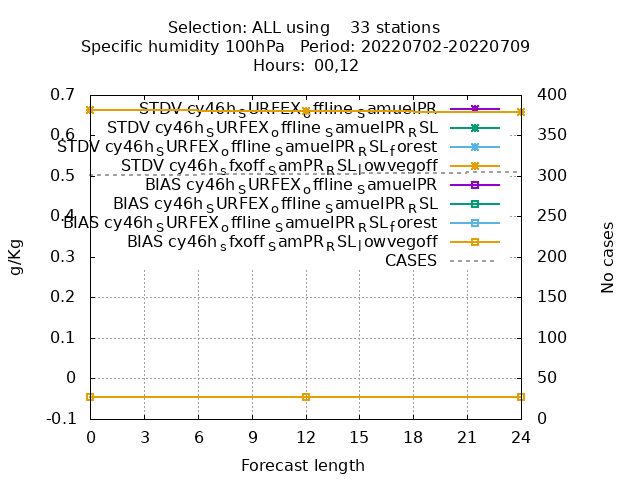 Selection: ALL using    33 stations
Specific humidity 100hPa   Period: 20220702-20220709
Hours: 00,12
g/Kg
No cases
0.7
0.6
0.5
0.4
0.3
0.2
0.1
0
-0.1
400
350
300
250
200
150
100
50
0
STDV cy46h_SURFEX_offline_SamuelPR
STDV cy46h_SURFEX_offline_SamuelPR_RSL
STDV cy46h_SURFEX_offline_SamuelPR_RSL_forest
STDV cy46h_sfxoff_SamPR_RSL_lowvegoff
BIAS cy46h_SURFEX_offline_SamuelPR
BIAS cy46h_SURFEX_offline_SamuelPR_RSL
BIAS cy46h_SURFEX_offline_SamuelPR_RSL_forest
BIAS cy46h_sfxoff_SamPR_RSL_lowvegoff
CASES
0 3 6 9 12 15 18 21 24
Forecast length